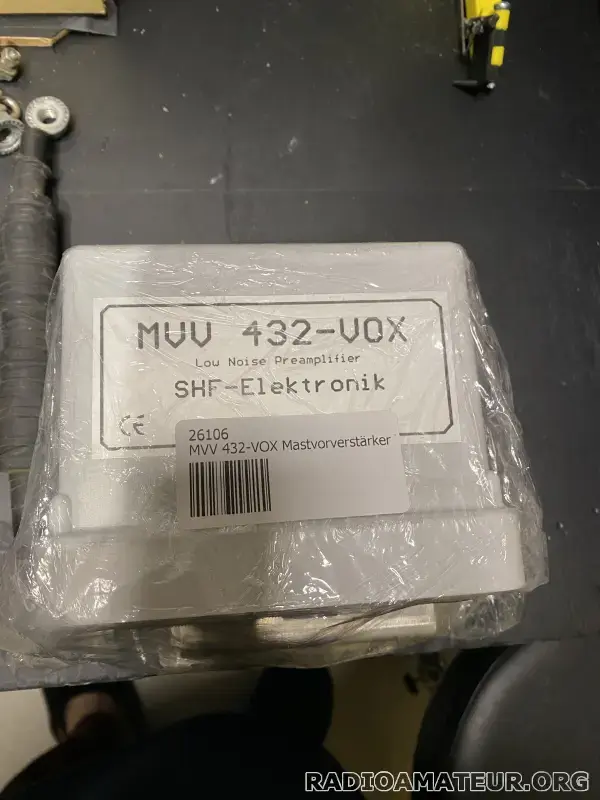 MVV 432-VOX
Low Noise Preamplifier
SHF-Elektronik
CE
26106
MVV 432-VOX Mastvorverstärker
RADIOAMATEUR.ORG